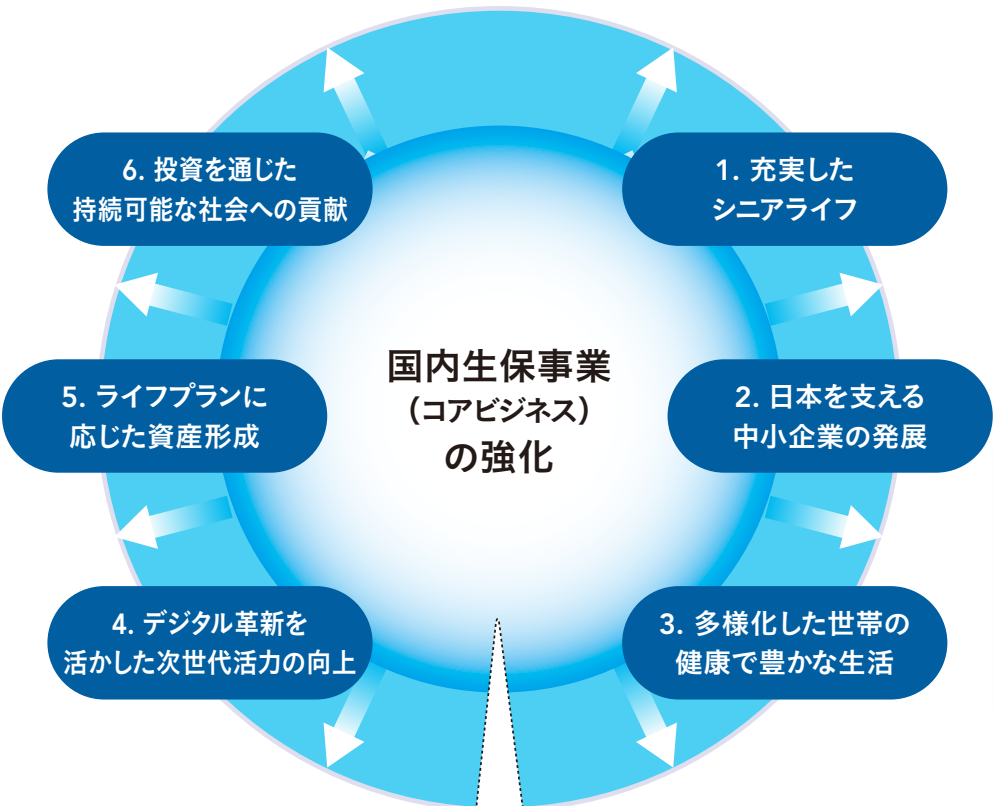 国内生保事業
(コアビジネス)
の強化
1. 充実した
シニアライフ
2. 日本を支える
中小企業の発展
3. 多様化した世帯の
健康で豊かな生活
4. デジタル革新を
活かした次世代活力の向上
5. ライフプランに
応じた資産形成
6. 投資を通じた
持続可能な社会への貢献